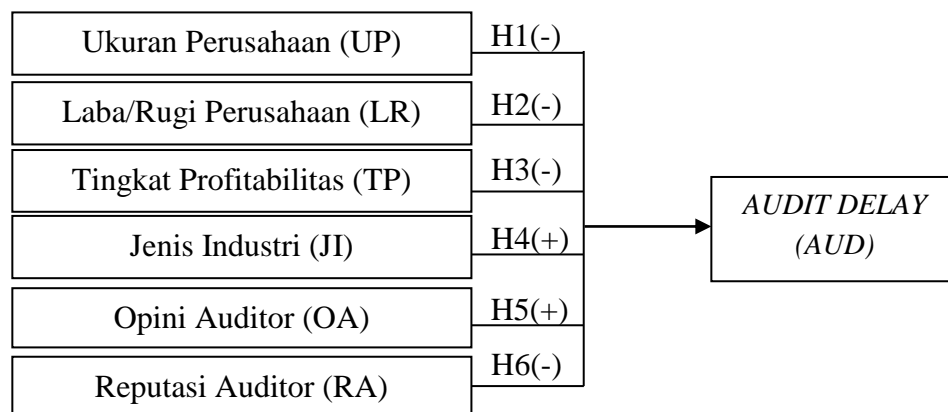 Ukuran Perusahaan (UP)
H1(-)
Laba/Rugi Perusahaan (LR)
H2(-)
Tingkat Profitabilitas (TP)
H3(-)
Jenis Industri (JI)
H4(+)
Opini Auditor (OA)
H5(+)
Reputasi Auditor (RA)
H6(-)
AUDIT DELAY
(AUD)